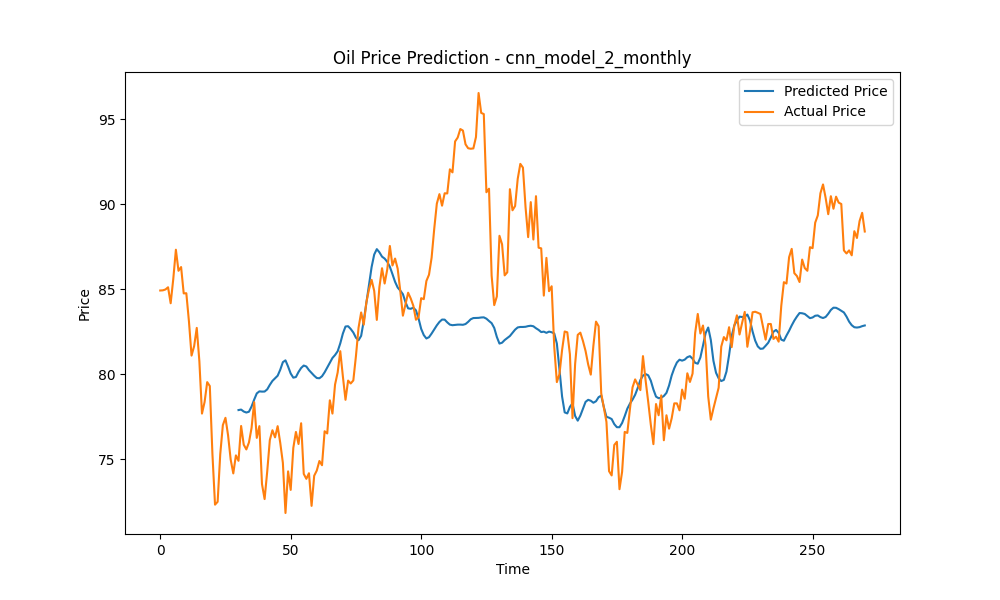 Oil Price Prediction - cnn_model_2_monthly
Predicted Price
Actual Price
95
90
85
80
75
Price
0 50 100 150 200 250
Time